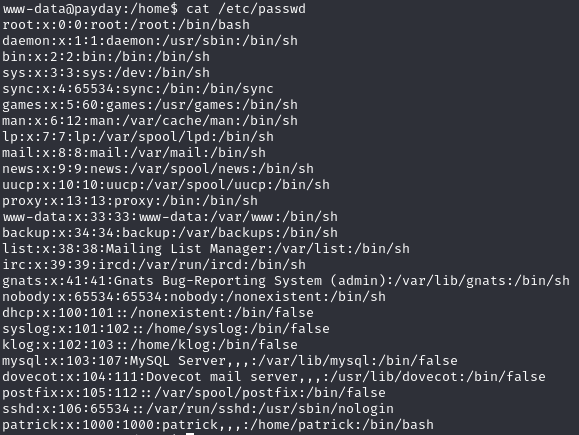 www-data@payday:/home$ cat /etc/passwd
root:x:0:0:root:/root:/bin/bash
daemon:x:1:1:daemon:/usr/sbin:/bin/sh
bin:x:2:2:bin:/bin:/bin/sh
sys:x:3:3:sys:/dev:/bin/sh
sync:x:4:65534:sync:/bin:/bin/sync
games:x:5:60:games:/usr/games:/bin/sh
man:x:6:12:man:/var/cache/man:/bin/sh
lp:x:7:7:lp:/var/spool/lpd:/bin/sh
mail:x:8:8:mail:/var/mail:/bin/sh
news:x:9:9:news:/var/spool/news:/bin/sh
uucp:x:10:10:uucp:/var/spool/uucp:/bin/sh
proxy:x:13:13:proxy:/bin:/bin/sh
www-data:x:33:33:www-data:/var/www:/bin/sh
backup:x:34:34:backup:/var/backups:/bin/sh
list:x:38:38:Mailing List Manager:/var/list:/bin/sh
irc:x:39:39:ircd:/var/run/ircd:/bin/sh
gnats:x:41:41:Gnats Bug-Reporting System (admin):/var/lib/gnats:/bin/sh
nobody:x:65534:65534:nobody:/nonexistent:/bin/sh
dhcp:x:100:101::/nonexistent:/bin/false
syslog:x:101:102::/home/syslog:/bin/false
klog:x:102:103::/home/klog:/bin/false
mysql:x:103:107:MySQL Server,,,:/var/lib/mysql:/bin/false
dovecot:x:104:111:Dovecot mail server,,,:/usr/lib/dovecot:/bin/false
postfix:x:105:112::/var/spool/postfix:/bin/false
sshd:x:106:65534::/var/run/sshd:/usr/sbin/nologin
patrick:x:1000:1000:patrick,,,:/home/patrick:/bin/bash